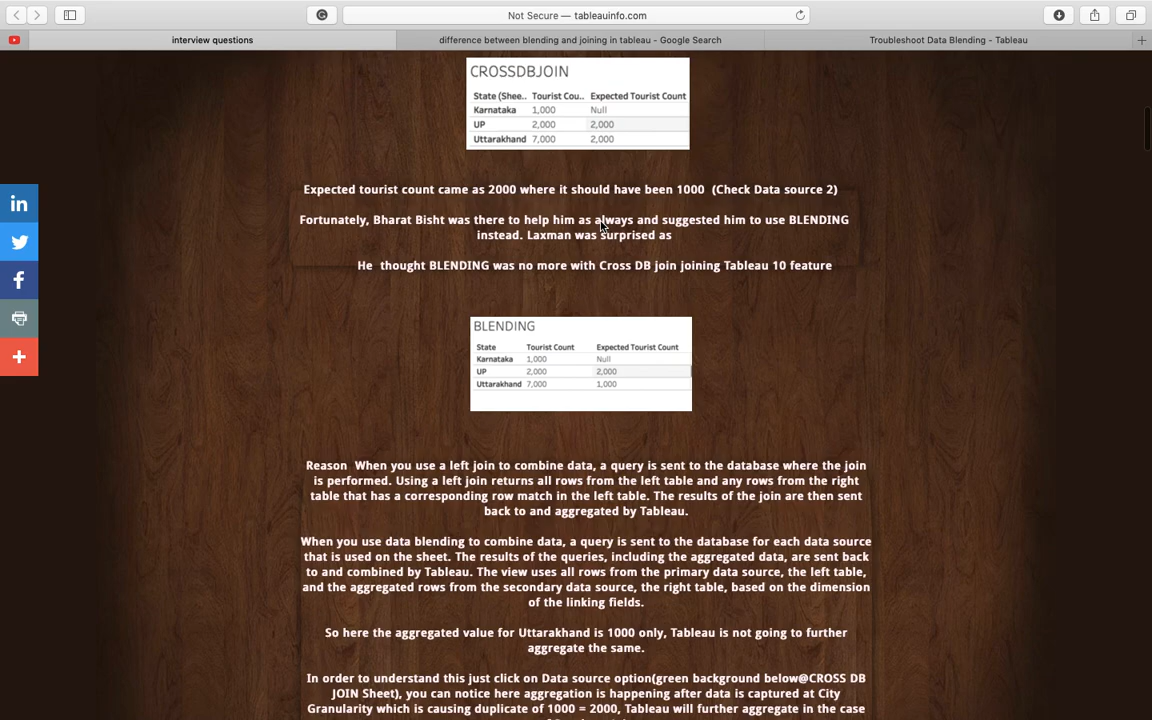 Not Secure — tableauinfo.com
interview questions
difference between blending and joining in tableau - Google Search
Troubleshoot Data Blending - Tableau
CROSSDBJOIN
State (Shee.. Tourist Cou.. Expected Tourist Count
Karnataka 1,000 Null
UP 2,000 2,000
Uttarakhand 7,000 2,000
Expected tourist count came as 2000 where it should have been 1000 (Check Data source 2)
Fortunately, Bharat Bisht was there to help him as always and suggested him to use BLENDING
instead. Laxman was surprised as
He thought BLENDING was no more with Cross DB join joining Tableau 10 feature
BLENDING
State Tourist Count Expected Tourist Count
Karnataka 1,000 Null
UP 2,000 2,000
Uttarakhand 7,000 1,000
Reason When you use a left join to combine data, a query is sent to the database where the join
is performed. Using a left join returns all rows from the left table and any rows from the right
table that has a corresponding row match in the left table. The results of the join are then sent
back to and aggregated by Tableau.
When you use data blending to combine data, a query is sent to the database for each data source
that is used on the sheet. The results of the queries, including the aggregated data, are sent back
to and combined by Tableau. The view uses all rows from the primary data source, the left table,
and the aggregated rows from the secondary data source, the right table, based on the dimension
of the linking fields.
So here the aggregated value for Uttarakhand is 1000 only, Tableau is not going to further
aggregate the same.
In order to understand this just click on Data source option(green background below@CROSS DB
JOIN Sheet), you can notice here aggregation is happening after data is captured at City
Granularity which is causing duplicate of 1000 = 2000, Tableau will further aggregate in the case